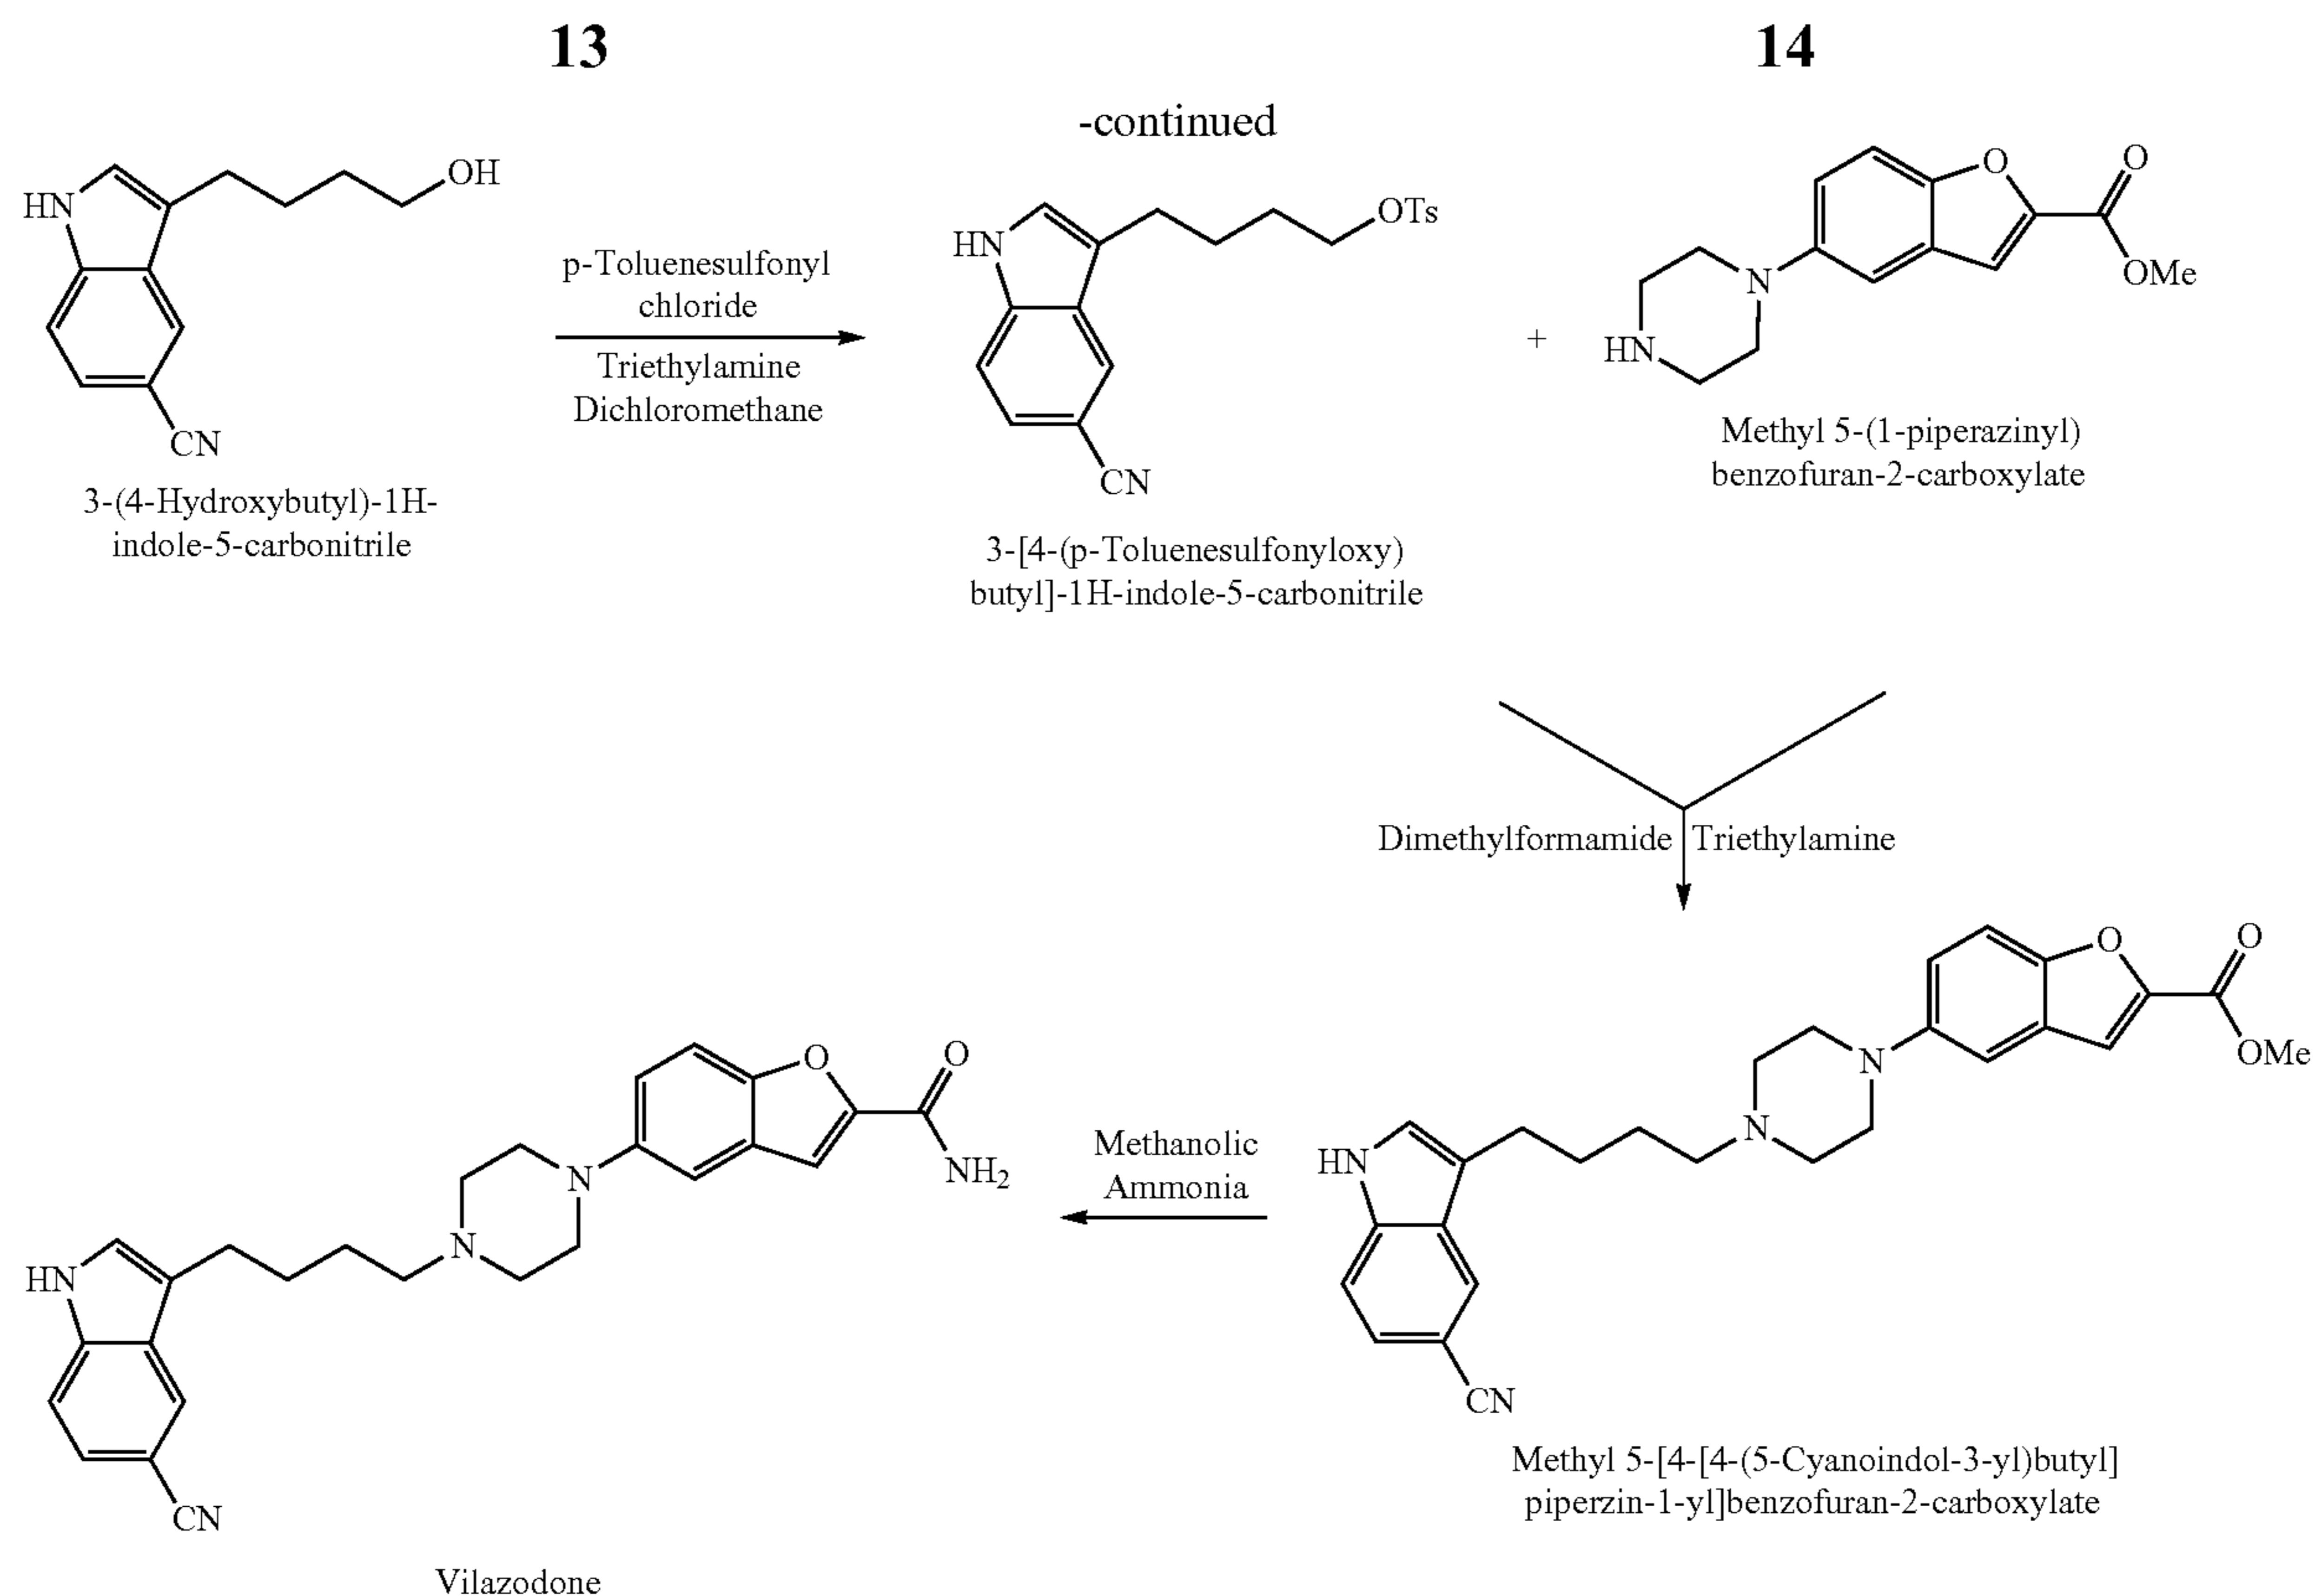 13
14
-continued
HN
OH
CN
3-(4-Hydroxybutyl)-1H-
indole-5-carbonitrile
p-Toluenesulfonyl
chloride
Triethylamine
Dichloromethane
HN
OTs
CN
3-[4-(p-Toluenesulfonyloxy)
butyl]-1H-indole-5-carbonitrile
+
O
O
OMe
N
HN
Methyl 5-(1-piperazinyl)
benzofuran-2-carboxylate
Dimethylformamide
Triethylamine
O
O
OMe
N
N
HN
CN
Methyl 5-[4-[4-(5-Cyanoindol-3-yl)butyl]
piperzin-1-yl]benzofuran-2-carboxylate
Methanolic
Ammonia
O
O
NH2
N
N
HN
CN
Vilazodone